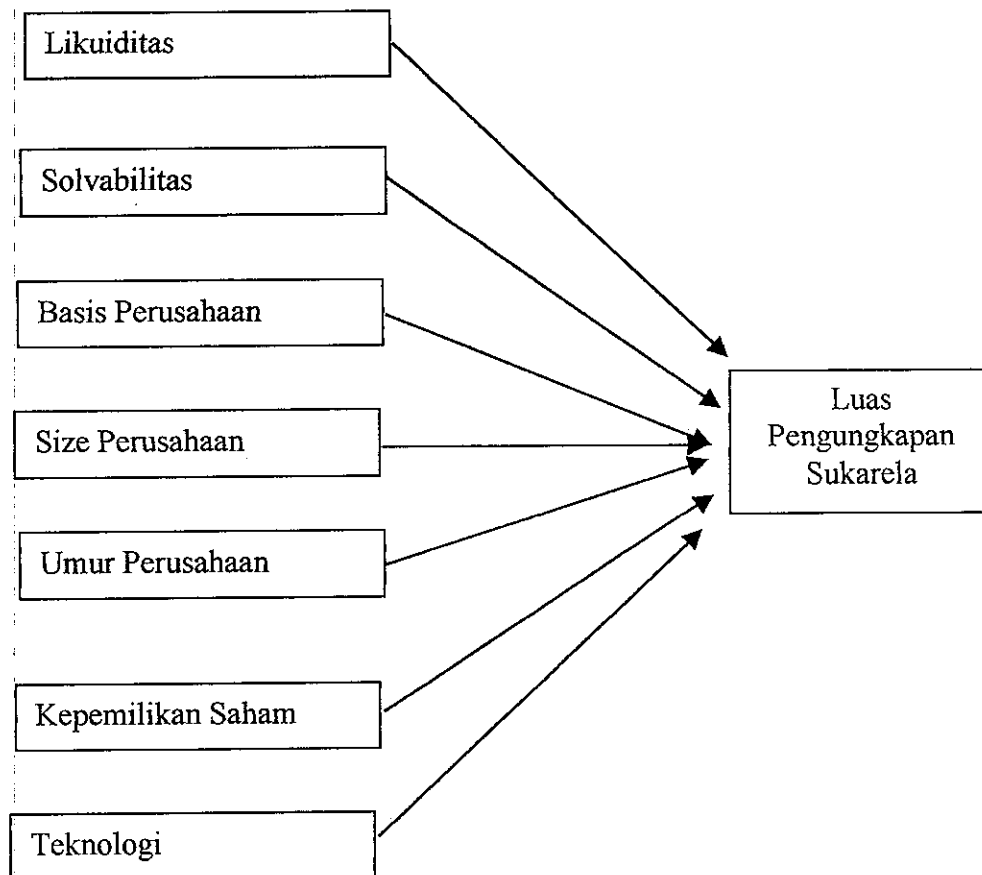 Likuiditas
Solvabilitas
Basis Perusahaan
Size Perusahaan
Umur Perusahaan
Kepemilikan Saham
Teknologi
Luas
Pengungkapan
Sukarela